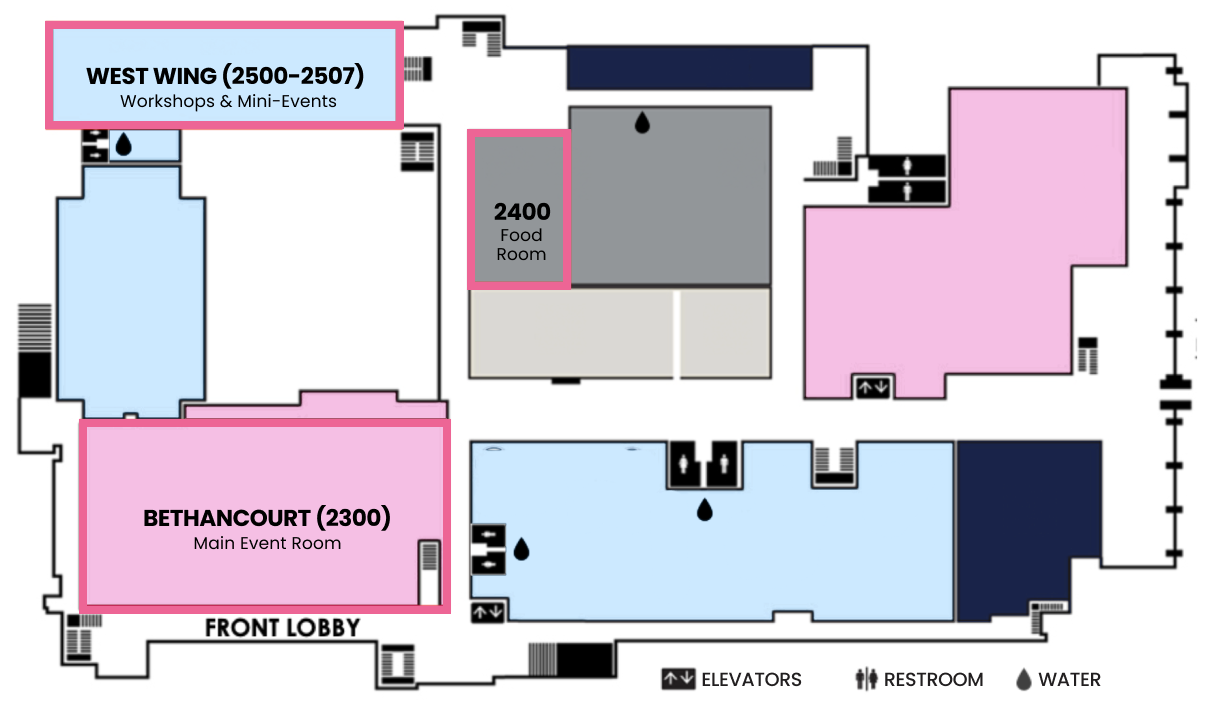 WEST WING (2500-2507)
Workshops & Mini-Events
2400
Food
Room
BETHANCOURT (2300)
Main Event Room
FRONT LOBBY
ELEVATORS
RESTROOM
WATER